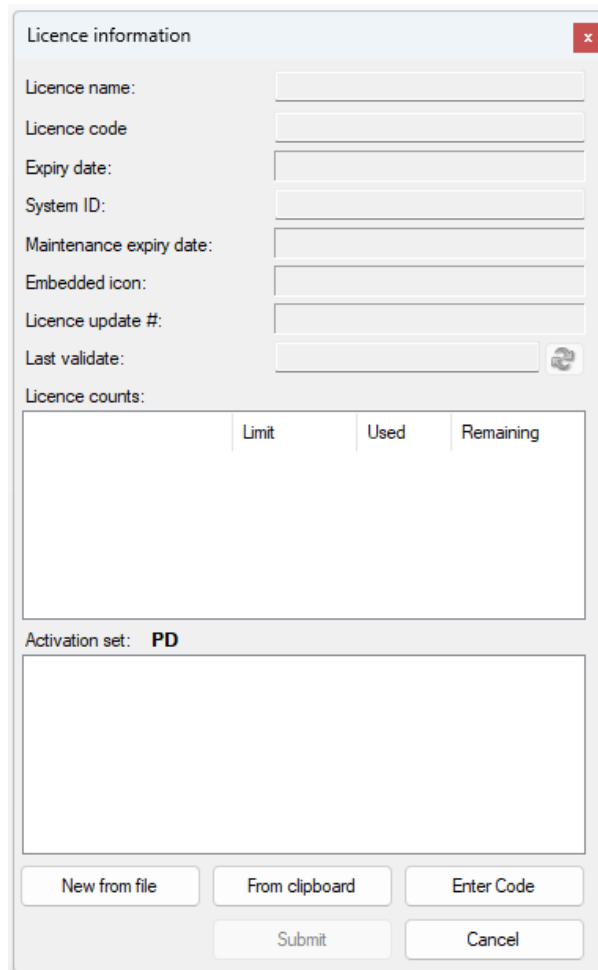 Licence information
x
Licence name:
Licence code
Expiry date:
System ID:
Maintenance expiry date:
Embedded icon:
Licence update #:
Last validate:
Licence counts:
Limit Used Remaining
Activation set: PD
New from file From clipboard Enter Code
Submit Cancel